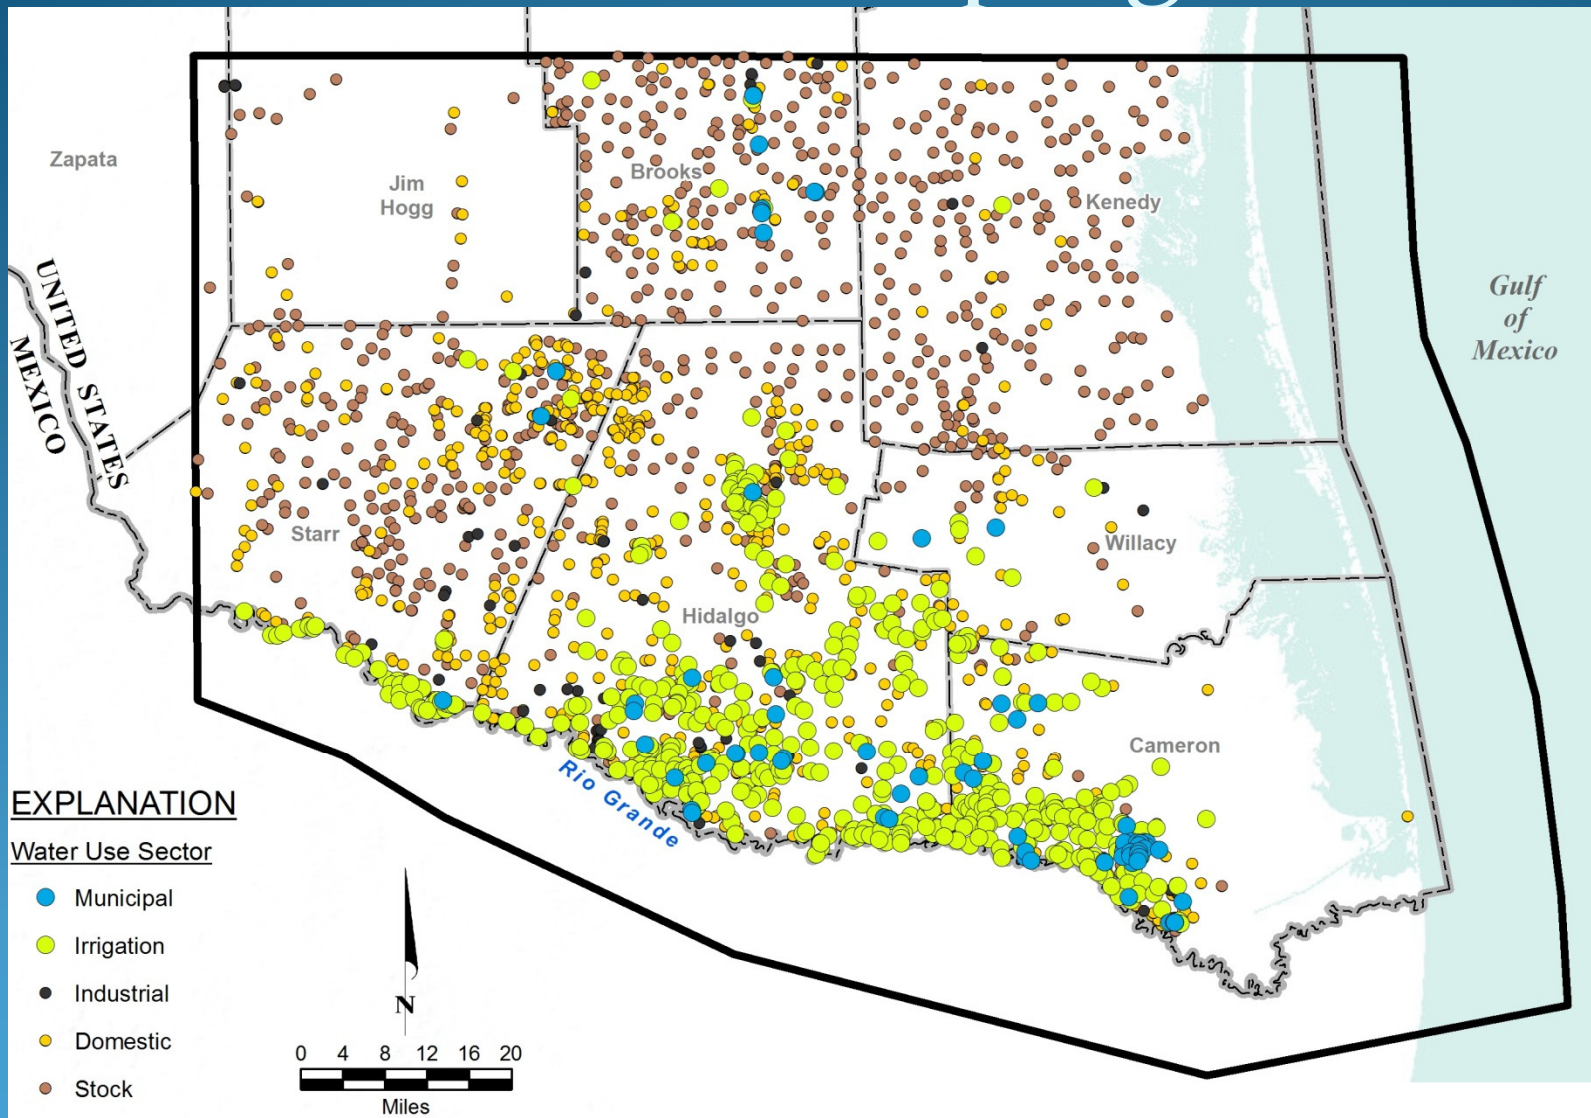 Zapata
Jim
Hogg
Brooks
Kenedy
UNITED STATES
MEXICO
Gulf
of
Mexico
Starr
Hidalgo
Willacy
Cameron
Rio Grande
EXPLANATION
Water Use Sector
Municipal
Irrigation
Industrial
Domestic
Stock
N
0 4 8 12 16 20
Miles